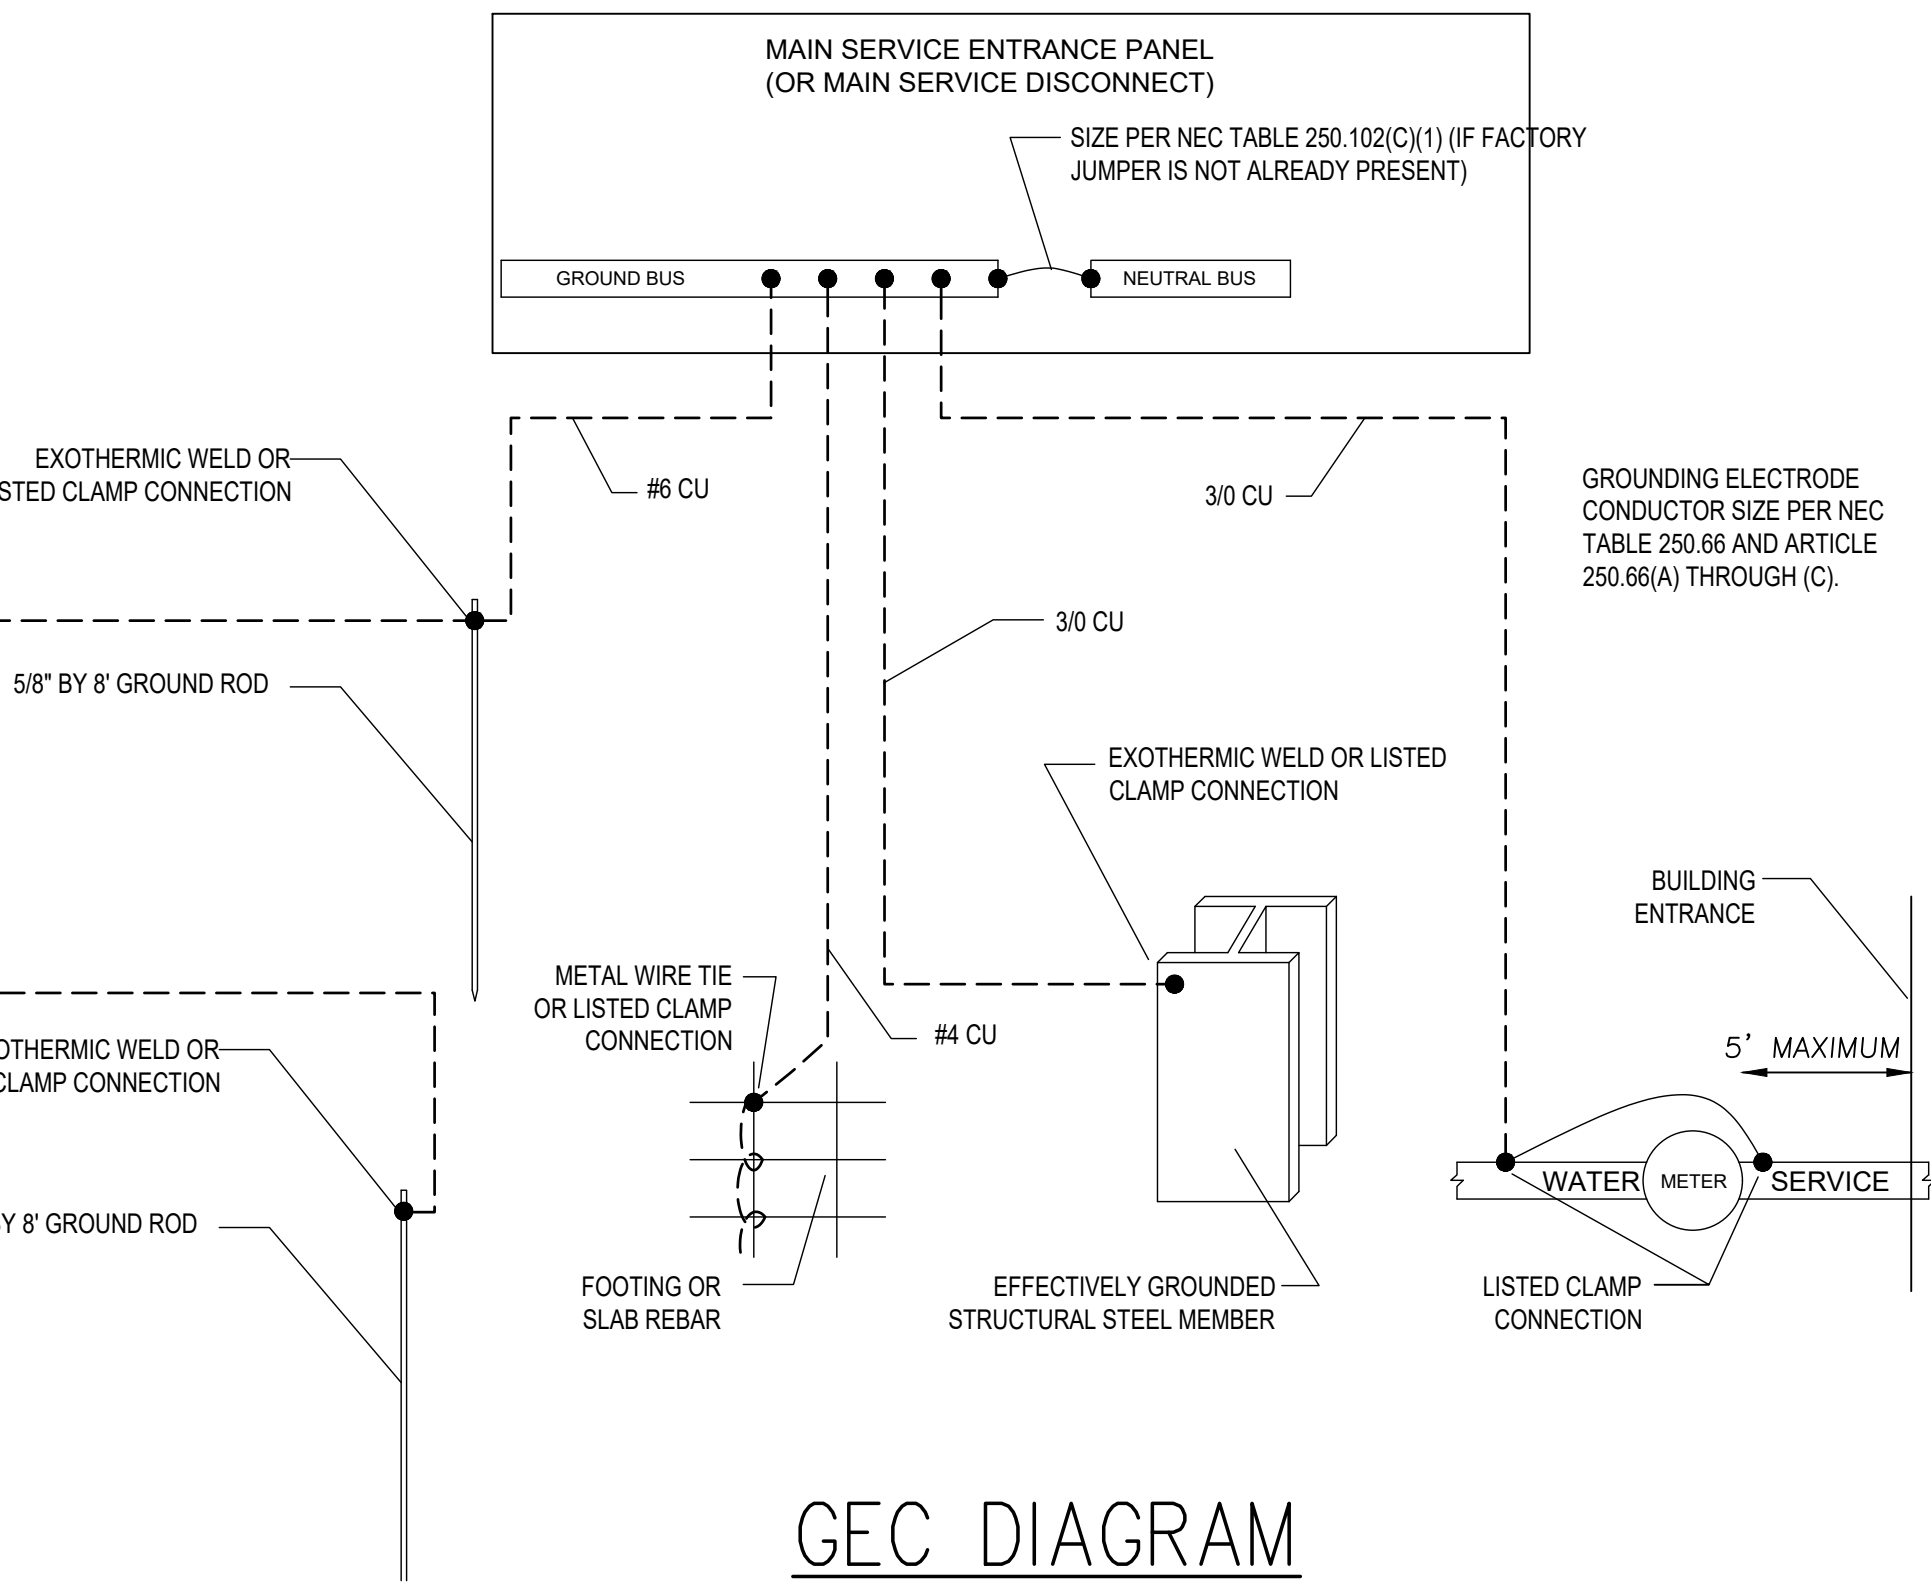 MAIN SERVICE ENTRANCE PANEL
(OR MAIN SERVICE DISCONNECT)
SIZE PER NEC TABLE 250.102(C)(1) (IF FACTORY
JUMPER IS NOT ALREADY PRESENT)
GROUND BUS
NEUTRAL BUS
EXOTHERMIC WELD OR
CLAMP CONNECTION
#6 CU
3/0 CU
GROUNDING ELECTRODE
CONDUCTOR SIZE PER NEC
TABLE 250.66 AND ARTICLE
250.66(A) THROUGH (C).
3/0 CU
5/8" BY 8' GROUND ROD
EXOTHERMIC WELD OR LISTED
CLAMP CONNECTION
BUILDING
ENTRANCE
METAL WIRE TIE
OR LISTED CLAMP
CONNECTION
#4 CU
5' MAXIMUM
WELD OR
CLAMP CONNECTION
WATER
METER
SERVICE
8' GROUND ROD
FOOTING OR
SLAB REBAR
EFFECTIVELY GROUNDED
STRUCTURAL STEEL MEMBER
LISTED CLAMP
CONNECTION
GEC DIAGRAM